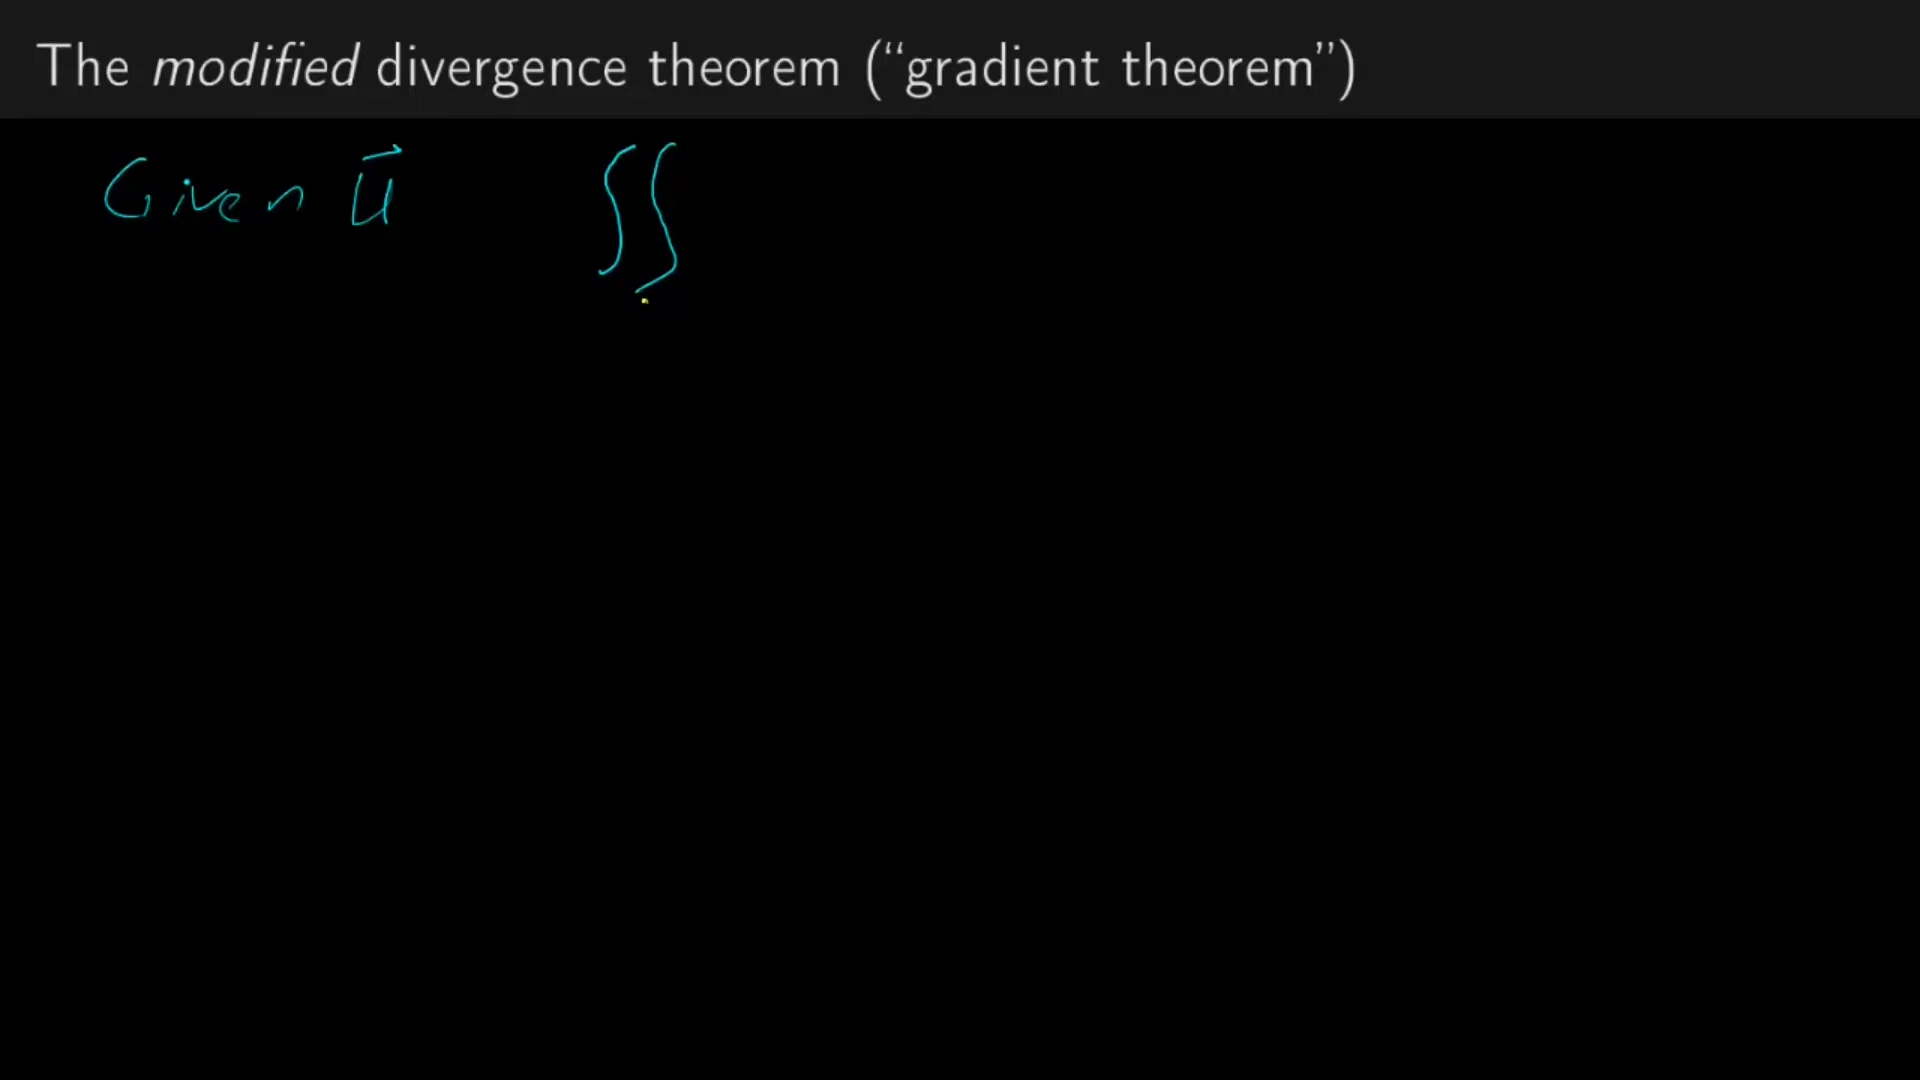 The modified divergence theorem (“gradient theorem”)
Given u⃗ ∫∫